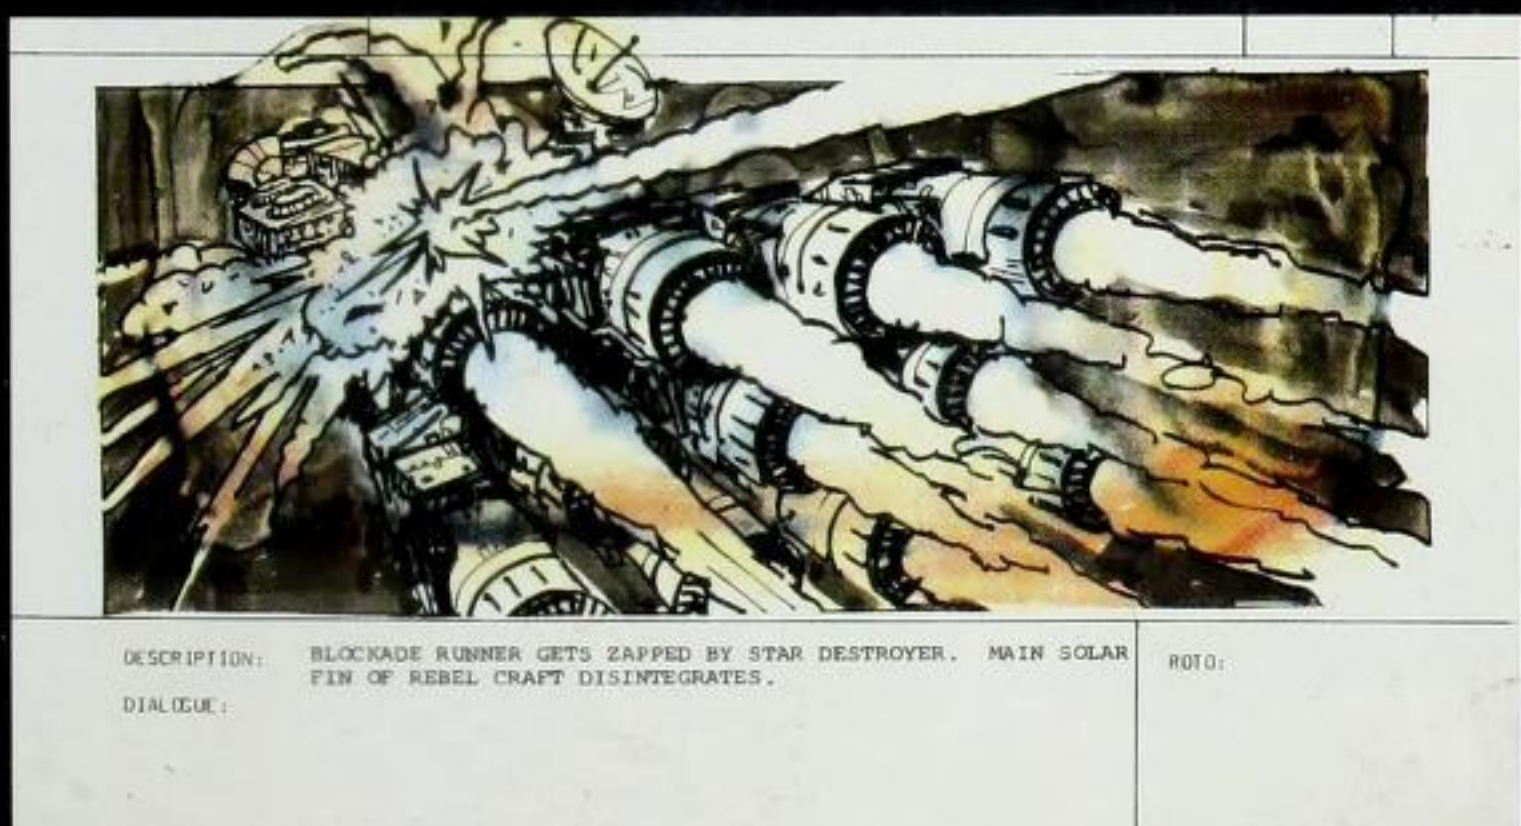 DESCRIPTION: BLOCKADE RUNNER GETS ZAPPED BY STAR DESTROYER. MAIN SOLAR
FIN OF REBEL CRAFT DISINTEGRATES.
DIALOGUE:
ROTO: